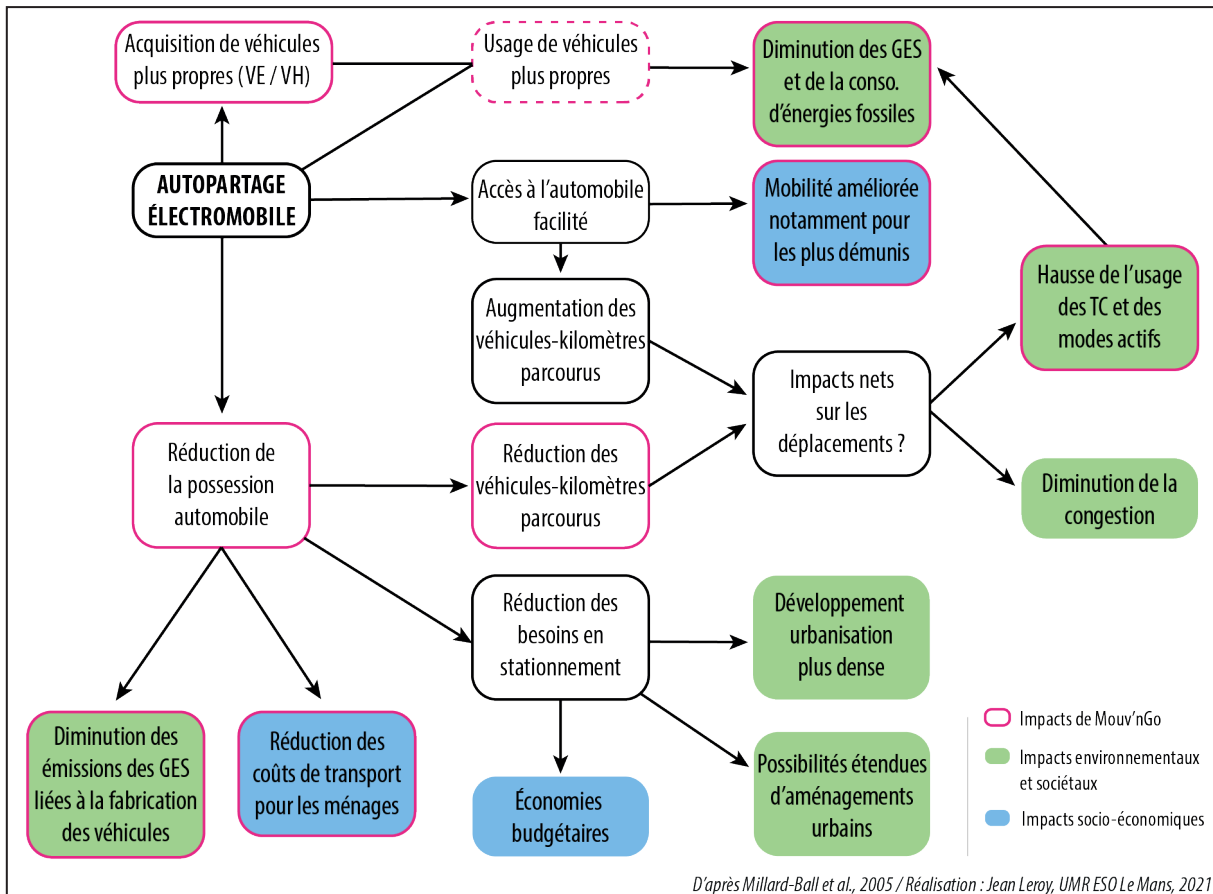 Acquisition de véhicules
plus propres (VE / VH)
Usage de véhicules
plus propres
Diminution des GES
et de la conso.
d'énergies fossiles
AUTOPARTAGE
ÉLECTROMOBILE
Accès à l'automobile
facilité
Mobilité améliorée
notamment pour
les plus démunis
Hausse de l'usage
des TC et des
modes actifs
Augmentation des
véhicules-kilomètres
parcourus
Impacts nets
sur les
déplacements ?
Réduction de
la possession
automobile
Réduction des
véhicules-kilomètres
parcourus
Diminution de la
congestion
Réduction des
besoins en
stationnement
Développement
urbanisation
plus dense
Diminution des
émissions des GES
liées à la fabrication
des véhicules
Réduction des
coûts de transport
pour les ménages
Économies
budgétaires
Possibilités étendues
d'aménagements
urbains
Impacts de Mouv'nGo
Impacts environnementaux
et sociétaux
Impacts socio-économiques
D'après Millard-Ball et al., 2005 / Réalisation : Jean Leroy, UMR ESO Le Mans, 2021